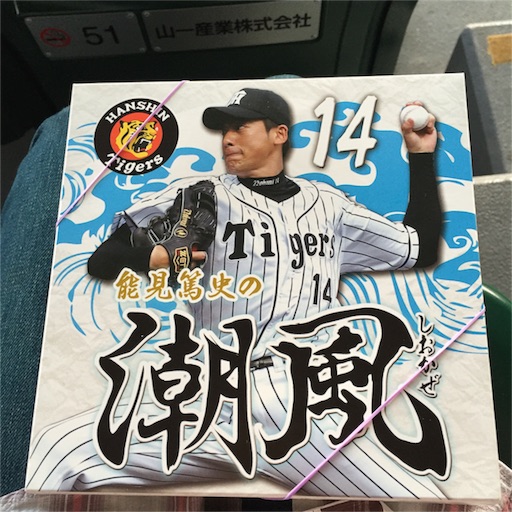 51
山一産業株式会社
HANSHIN
Tigers
14
Tigers
14
能見篤史の
潮風
しおかぜ